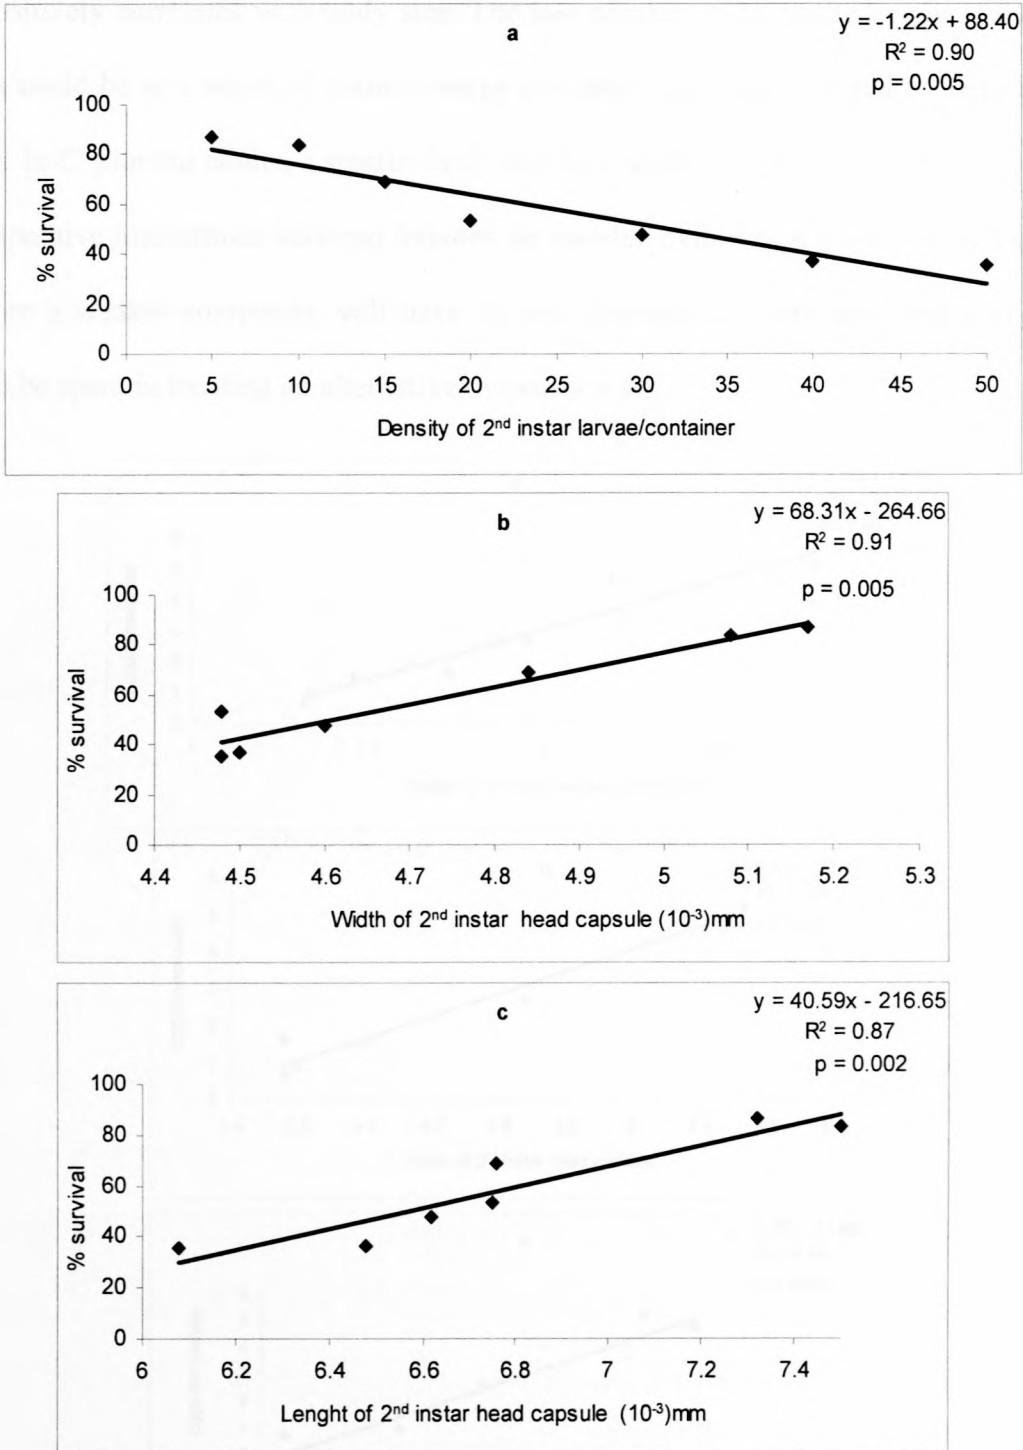 a
y = -1.22x + 88.40
R² = 0.90
p = 0.005
% survival
100
80
60
40
20
0
0 5 10 15 20 25 30 35 40 45 50
Density of 2nd instar larvae/container
b
y = 68.31x - 264.66
R² = 0.91
p = 0.005
% survival
100
80
60
40
20
0
4.4 4.5 4.6 4.7 4.8 4.9 5 5.1 5.2 5.3
Width of 2nd instar head capsule (10-3)mm
c
y = 40.59x - 216.65
R² = 0.87
p = 0.002
% survival
100
80
60
40
20
0
6 6.2 6.4 6.6 6.8 7 7.2 7.4
Lenght of 2nd instar head capsule (10-3)mm